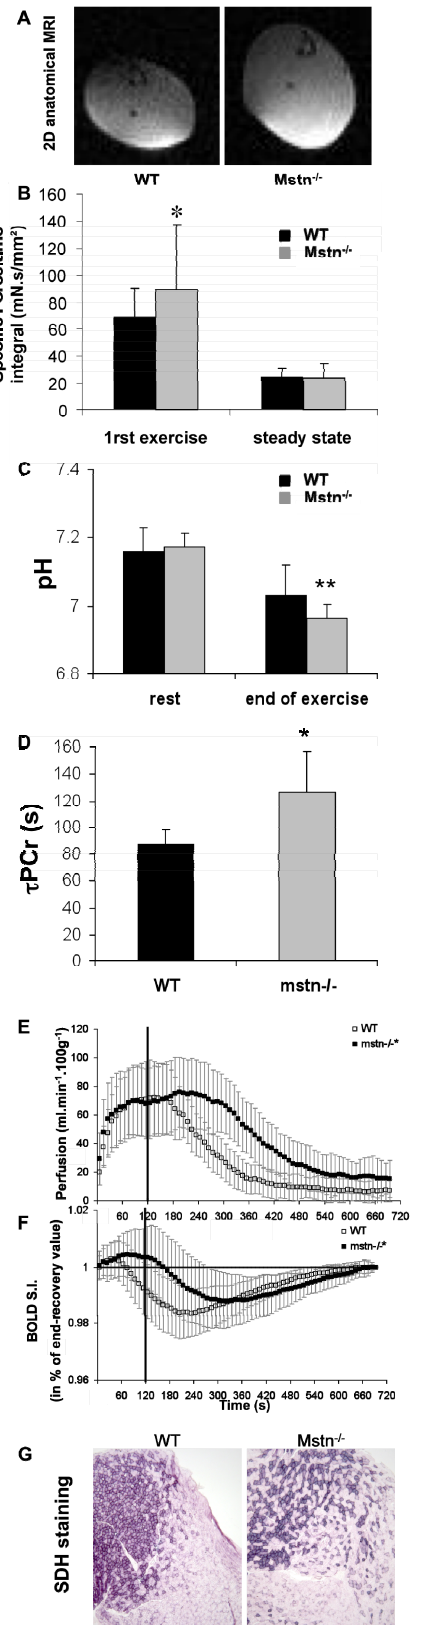 A
2D anatomical MRI
WT
Mstn-/-
B
integral (mN.s/mm²)
160
140
120
100
80
60
40
20
0
*
WT
Mstn-/-
1rst exercise
steady state
C
pH
7.4
7.2
7
6.8
WT
Mstn-/-
**
rest
end of exercise
D
τPCr (s)
160
140
120
100
80
60
40
20
0
*
WT
mstn-/-
E
Perfusion (ml.min-1.100g-1)
120
100
80
60
40
20
0
WT
mstn-/-*
60 120 180 240 300 360 420 480 540 600 660 720
F
BOLD S.I.
(in % of end-recovery value)
1.02
1
0.98
0.96
WT
mstn-/-*
60 120 180 240 300 360 420 480 540 600 660 720
Time (s)
G
SDH staining
WT
Mstn-/-